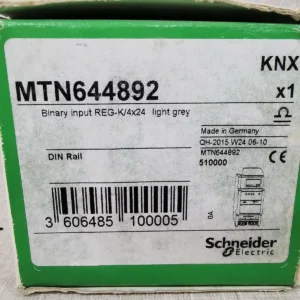 KNX
MTN644892
x1
Binary input REG-K/4x24 light grey
Made in Germany
QH-2015 W24 06-10
DIN Rail
MTN644892
510000
3 606485 100005
Schneider
Electric